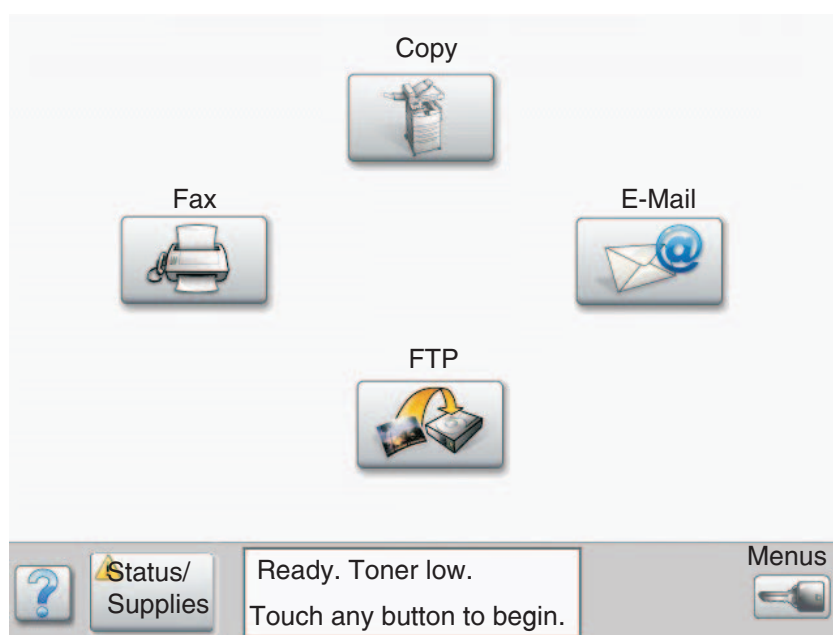 Copy
Fax
E-Mail
@
FTP
?
Status/
Supplies
Ready. Toner low.
Touch any button to begin.
Menus